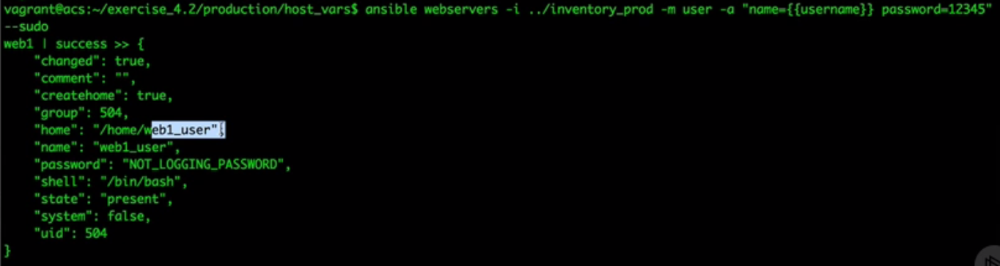 vagrant@acs:~/exercise_4.2/production/host_vars$ ansible webservers -i ../inventory_prod -m user -a "name={{username}} password=12345"
--sudo
web1 | success >> {
    "changed": true,
    "comment": "",
    "createhome": true,
    "group": 504,
    "home": "/home/web1_user",
    "name": "web1_user",
    "password": "NOT_LOGGING_PASSWORD",
    "shell": "/bin/bash",
    "state": "present",
    "system": false,
    "uid": 504
}